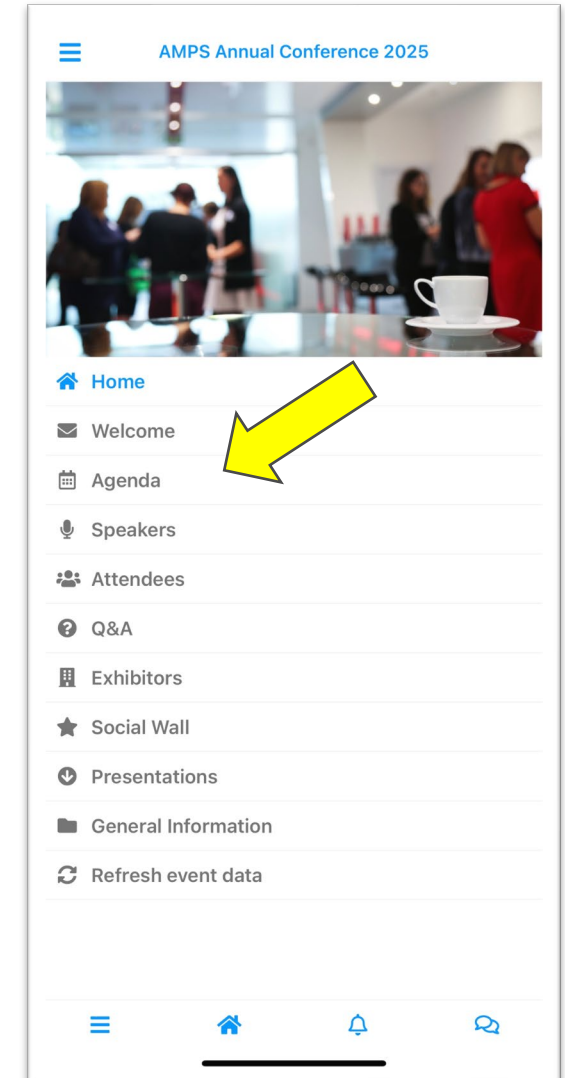 AMPS Annual Conference 2025
Home
Welcome
Agenda
Speakers
Attendees
Q&A
Exhibitors
Social Wall
Presentations
General Information
Refresh event data